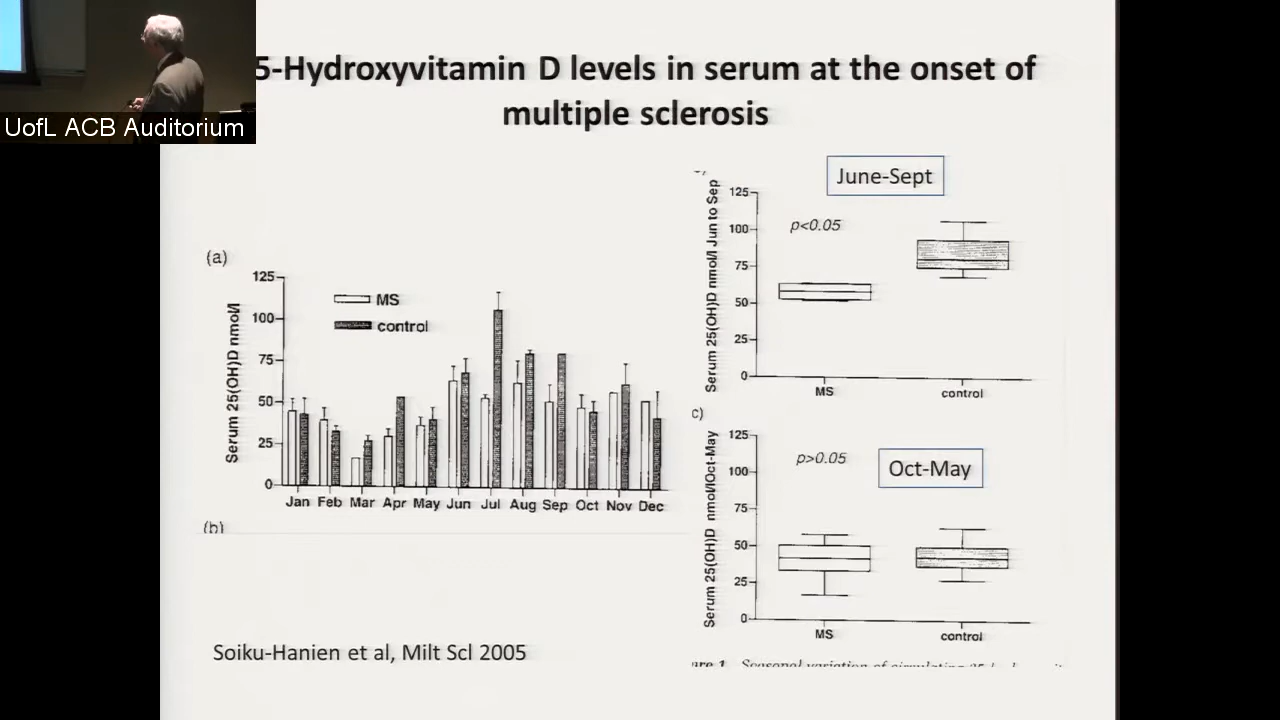 UofL ACB Auditorium
5-Hydroxyvitamin D levels in serum at the onset of
multiple sclerosis
(a)
Serum 25(OH)D nmol/l
125
100
75
50
25
0
MS
control
Jan Feb Mar Apr May Jun Jul Aug Sep Oct Nov Dec
(b)
June-Sept
Serum 25(OH)D nmol/l Jun to Sep
125
100
75
50
25
0
p<0.05
MS control
c)
Oct-May
Serum 25(OH)D nmol/lOct-May
125
100
75
50
25
0
p>0.05
MS control
Soiku-Hanien et al, Milt Scl 2005